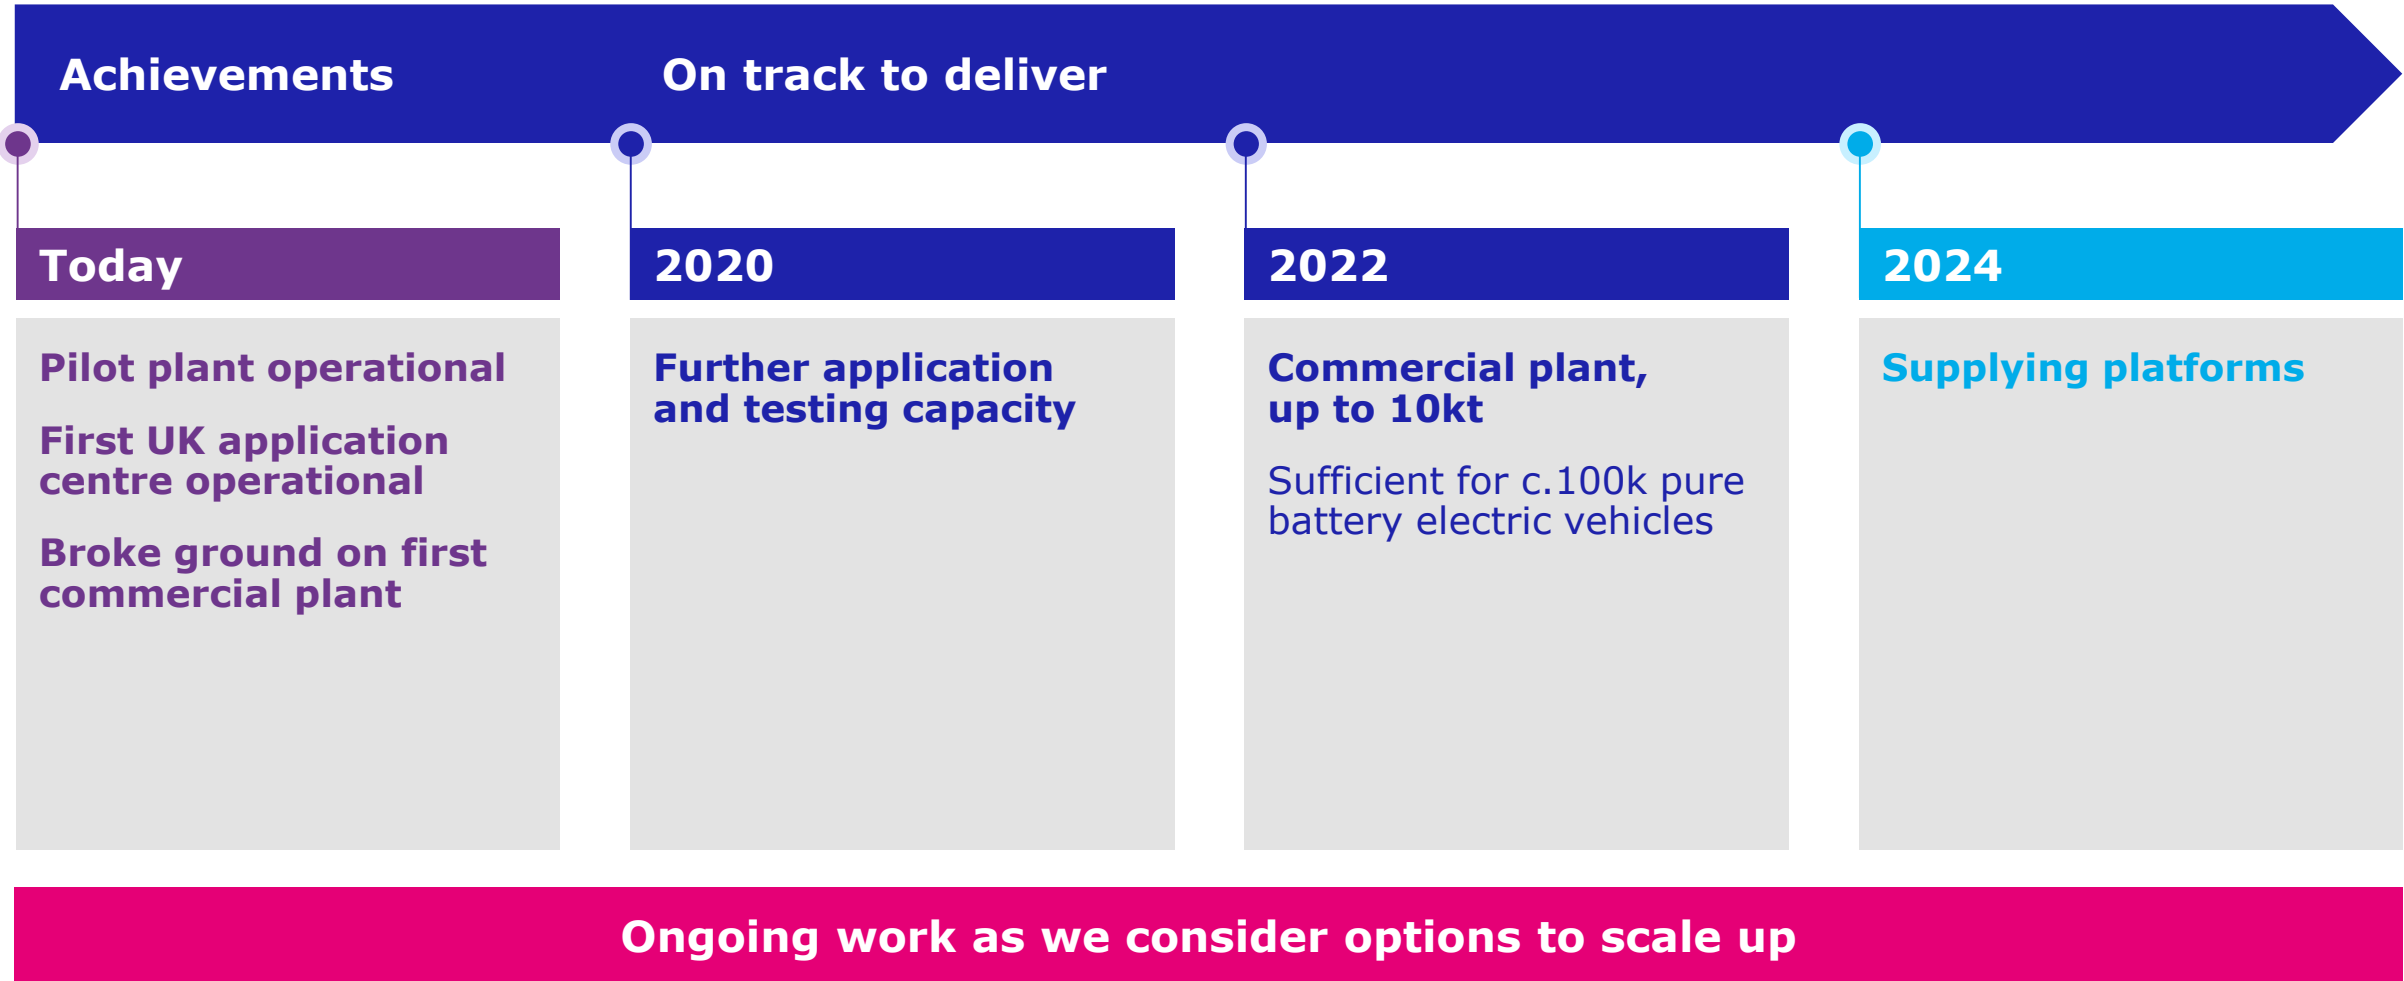 Achievements
On track to deliver
Today
Pilot plant operational
First UK application
centre operational
Broke ground on first
commercial plant
2020
Further application
and testing capacity
2022
Commercial plant,
up to 10kt
Sufficient for c.100k pure
battery electric vehicles
2024
Supplying platforms
Ongoing work as we consider options to scale up